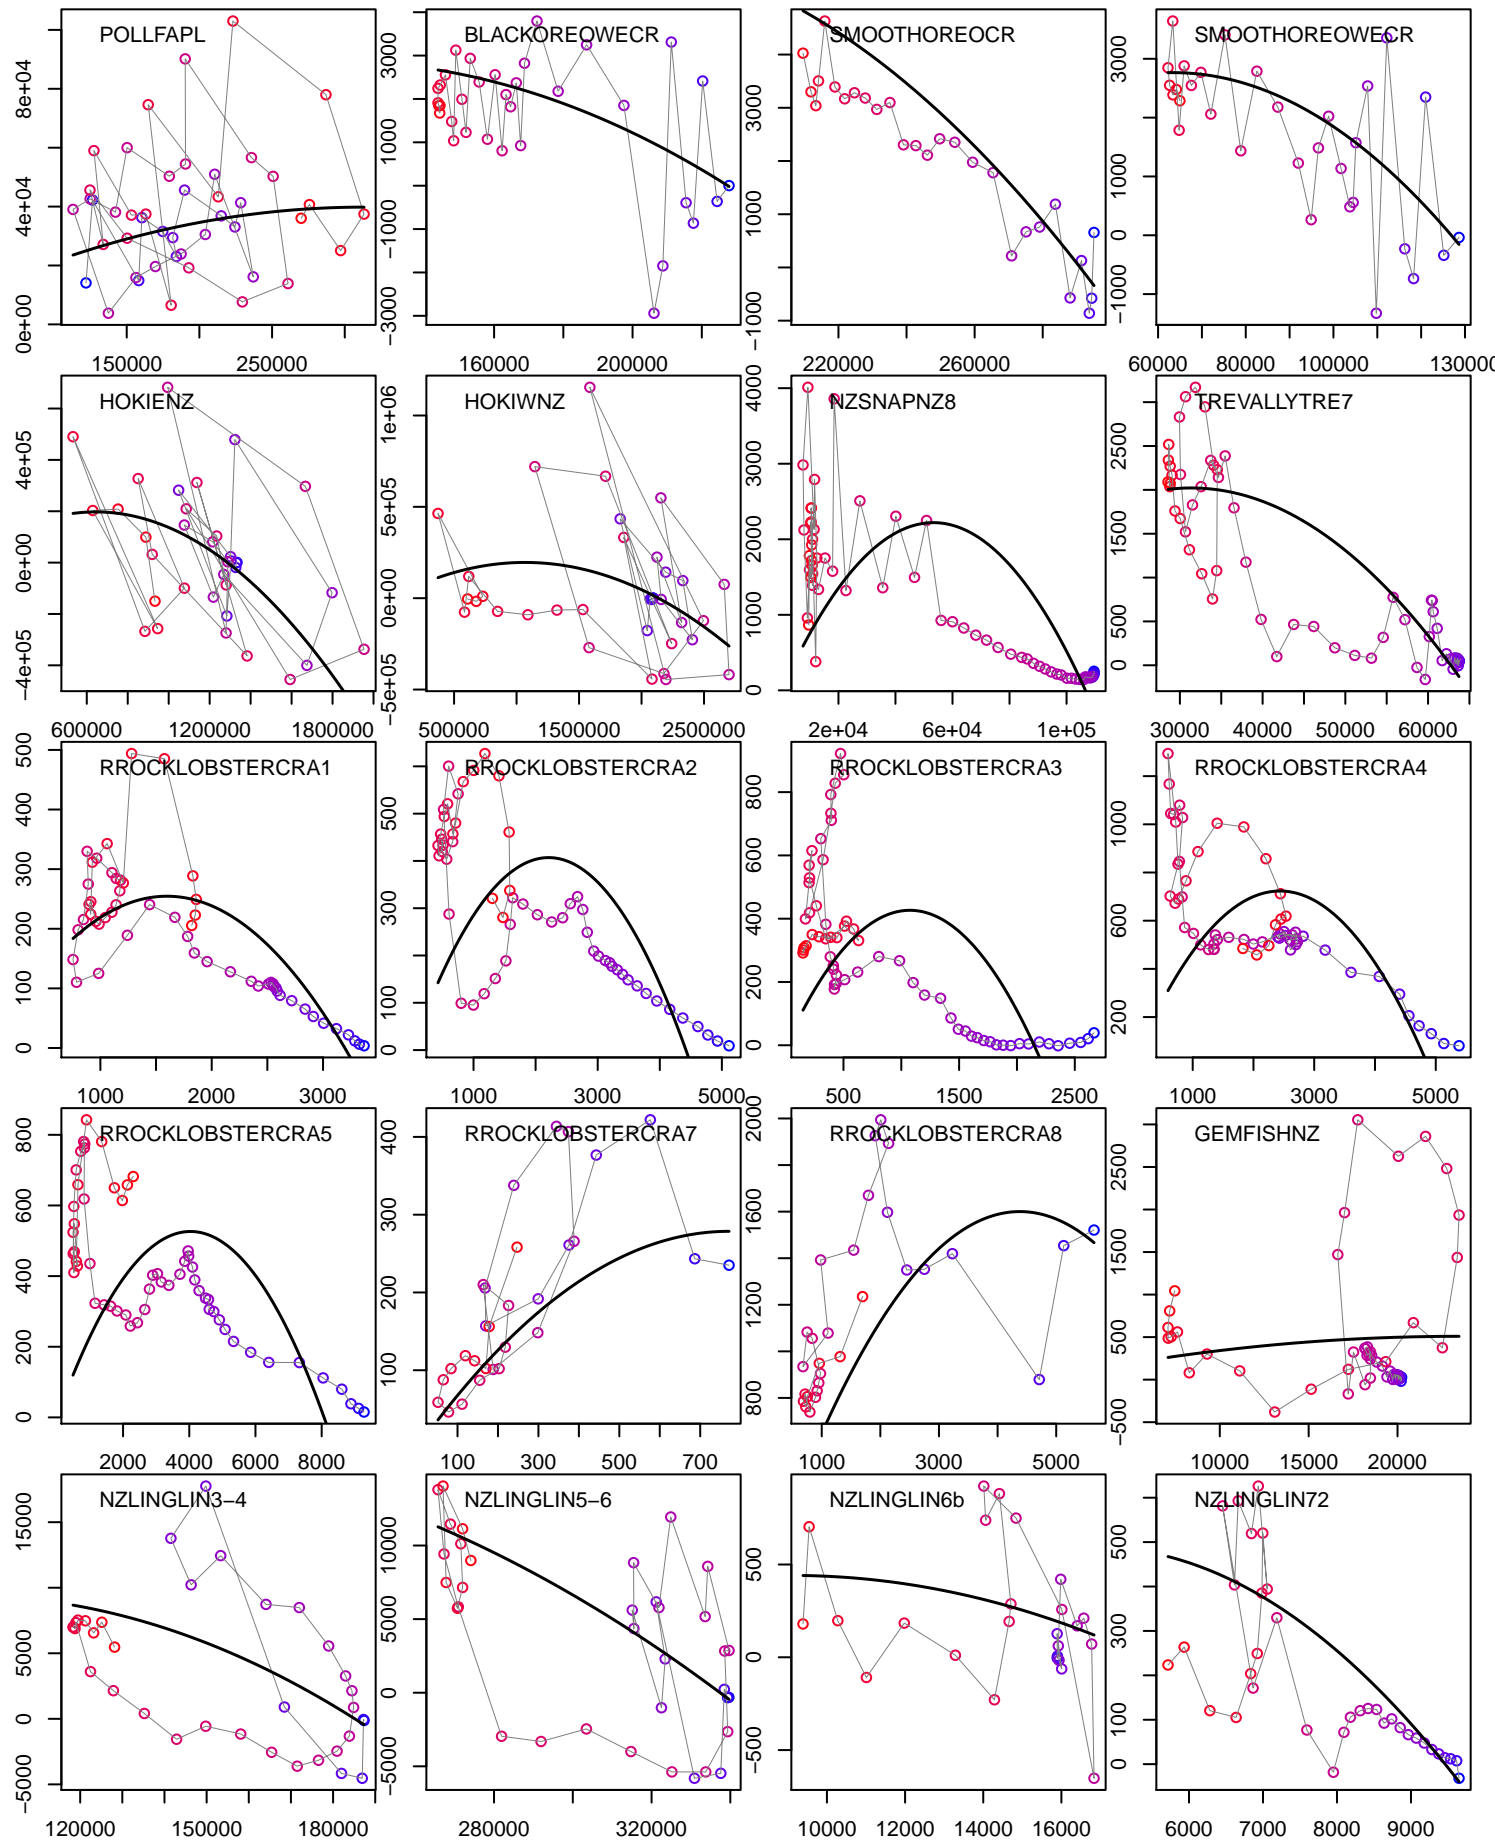 POLLFAPL BLACKOREOWECR SMOOTHOREOCR SMOOTHOREOWECR
0e+00 4e+04 8e+04
−3000 −1000 1000 3000
−1000 1000 3000
−1000 0 1000 3000
150000 250000 160000 200000 220000 260000 60000 80000 100000 130000
HOKIENZ HOKIWNZ NZSNAPNZ8 TREVALLYTRE7
−4e+05 0e+00 4e+05
−5e+05 0e+00 5e+05 1e+06
0 1000 2000 3000 4000
0 500 1500 2500
600000 1200000 1800000 500000 1500000 2500000 2e+04 6e+04 1e+05 30000 40000 50000 60000
RROCKLOBSTERCRA1 RROCKLOBSTERCRA2 RROCKLOBSTERCRA3 RROCKLOBSTERCRA4
0 100 200 300 400 500
0 100 300 500
0 200 400 600 800
200 600 1000
1000 2000 3000 1000 3000 5000 500 1500 2500 1000 3000 5000
RROCKLOBSTERCRA5 RROCKLOBSTERCRA7 RROCKLOBSTERCRA8 GEMFISHNZ
0 200 400 600 800
100 200 300 400
800 1200 1600 2000
−500 500 1500 2500
2000 4000 6000 8000 100 300 500 700 1000 3000 5000 10000 15000 20000
NZLINGLIN3−4 NZLINGLIN5−6 NZLINGLIN6b NZLINGLIN72
−5000 0 5000 15000
−5000 0 5000 10000
−500 0 500
0 100 300 500
120000 150000 180000 280000 320000 10000 12000 14000 16000 6000 7000 8000 9000